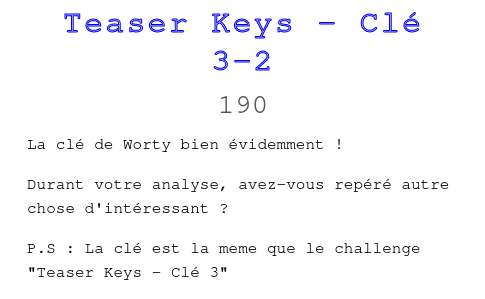 Teaser Keys - Clé
3-2
190
La clé de Worty bien évidemment !
Durant votre analyse, avez-vous repéré autre
chose d'intéressant ?
P.S : La clé est la meme que le challenge
"Teaser Keys - Clé 3"